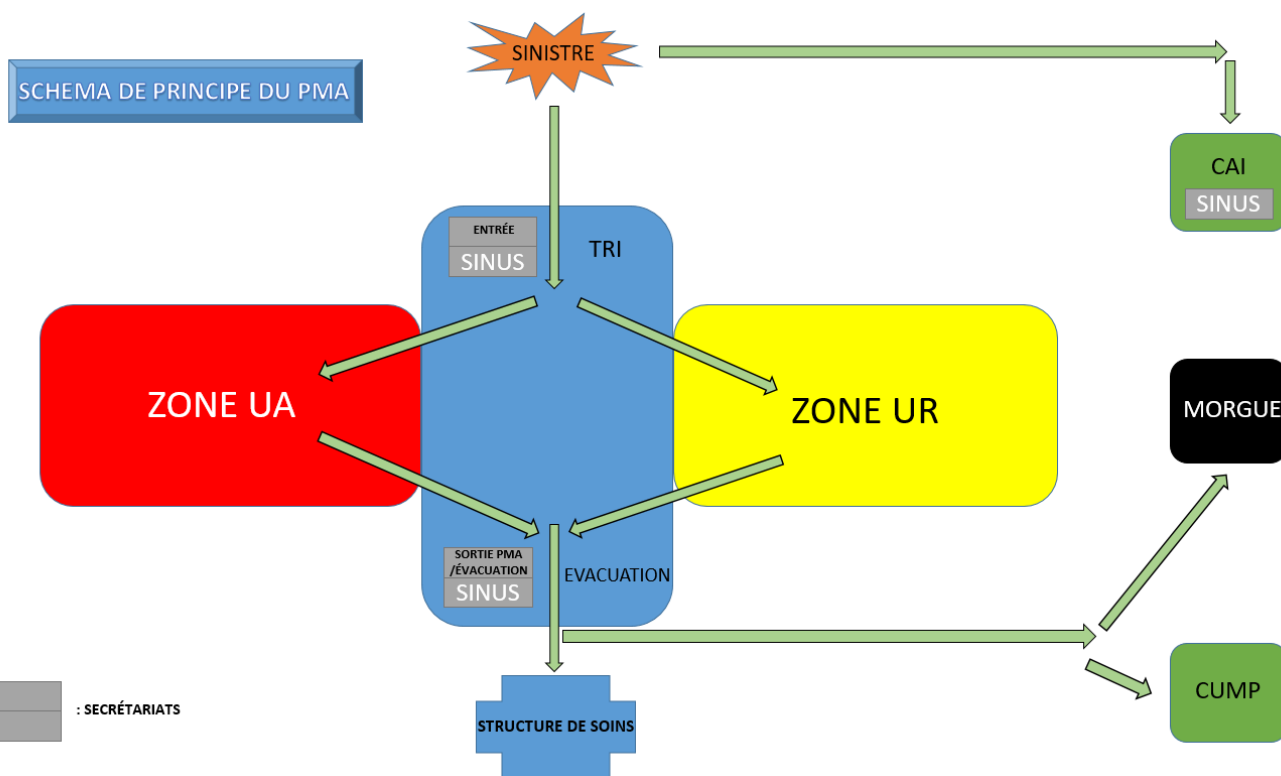 SINISTRE
SCHEMA DE PRINCIPE DU PMA
CAI
SINUS
ENTRÉE
SINUS
TRI
ZONE UA
ZONE UR
MORGUE
SORTIE PMA
/ÉVACUATION
SINUS
EVACUATION
CUMP
: SECRÉTARIATS
STRUCTURE DE SOINS